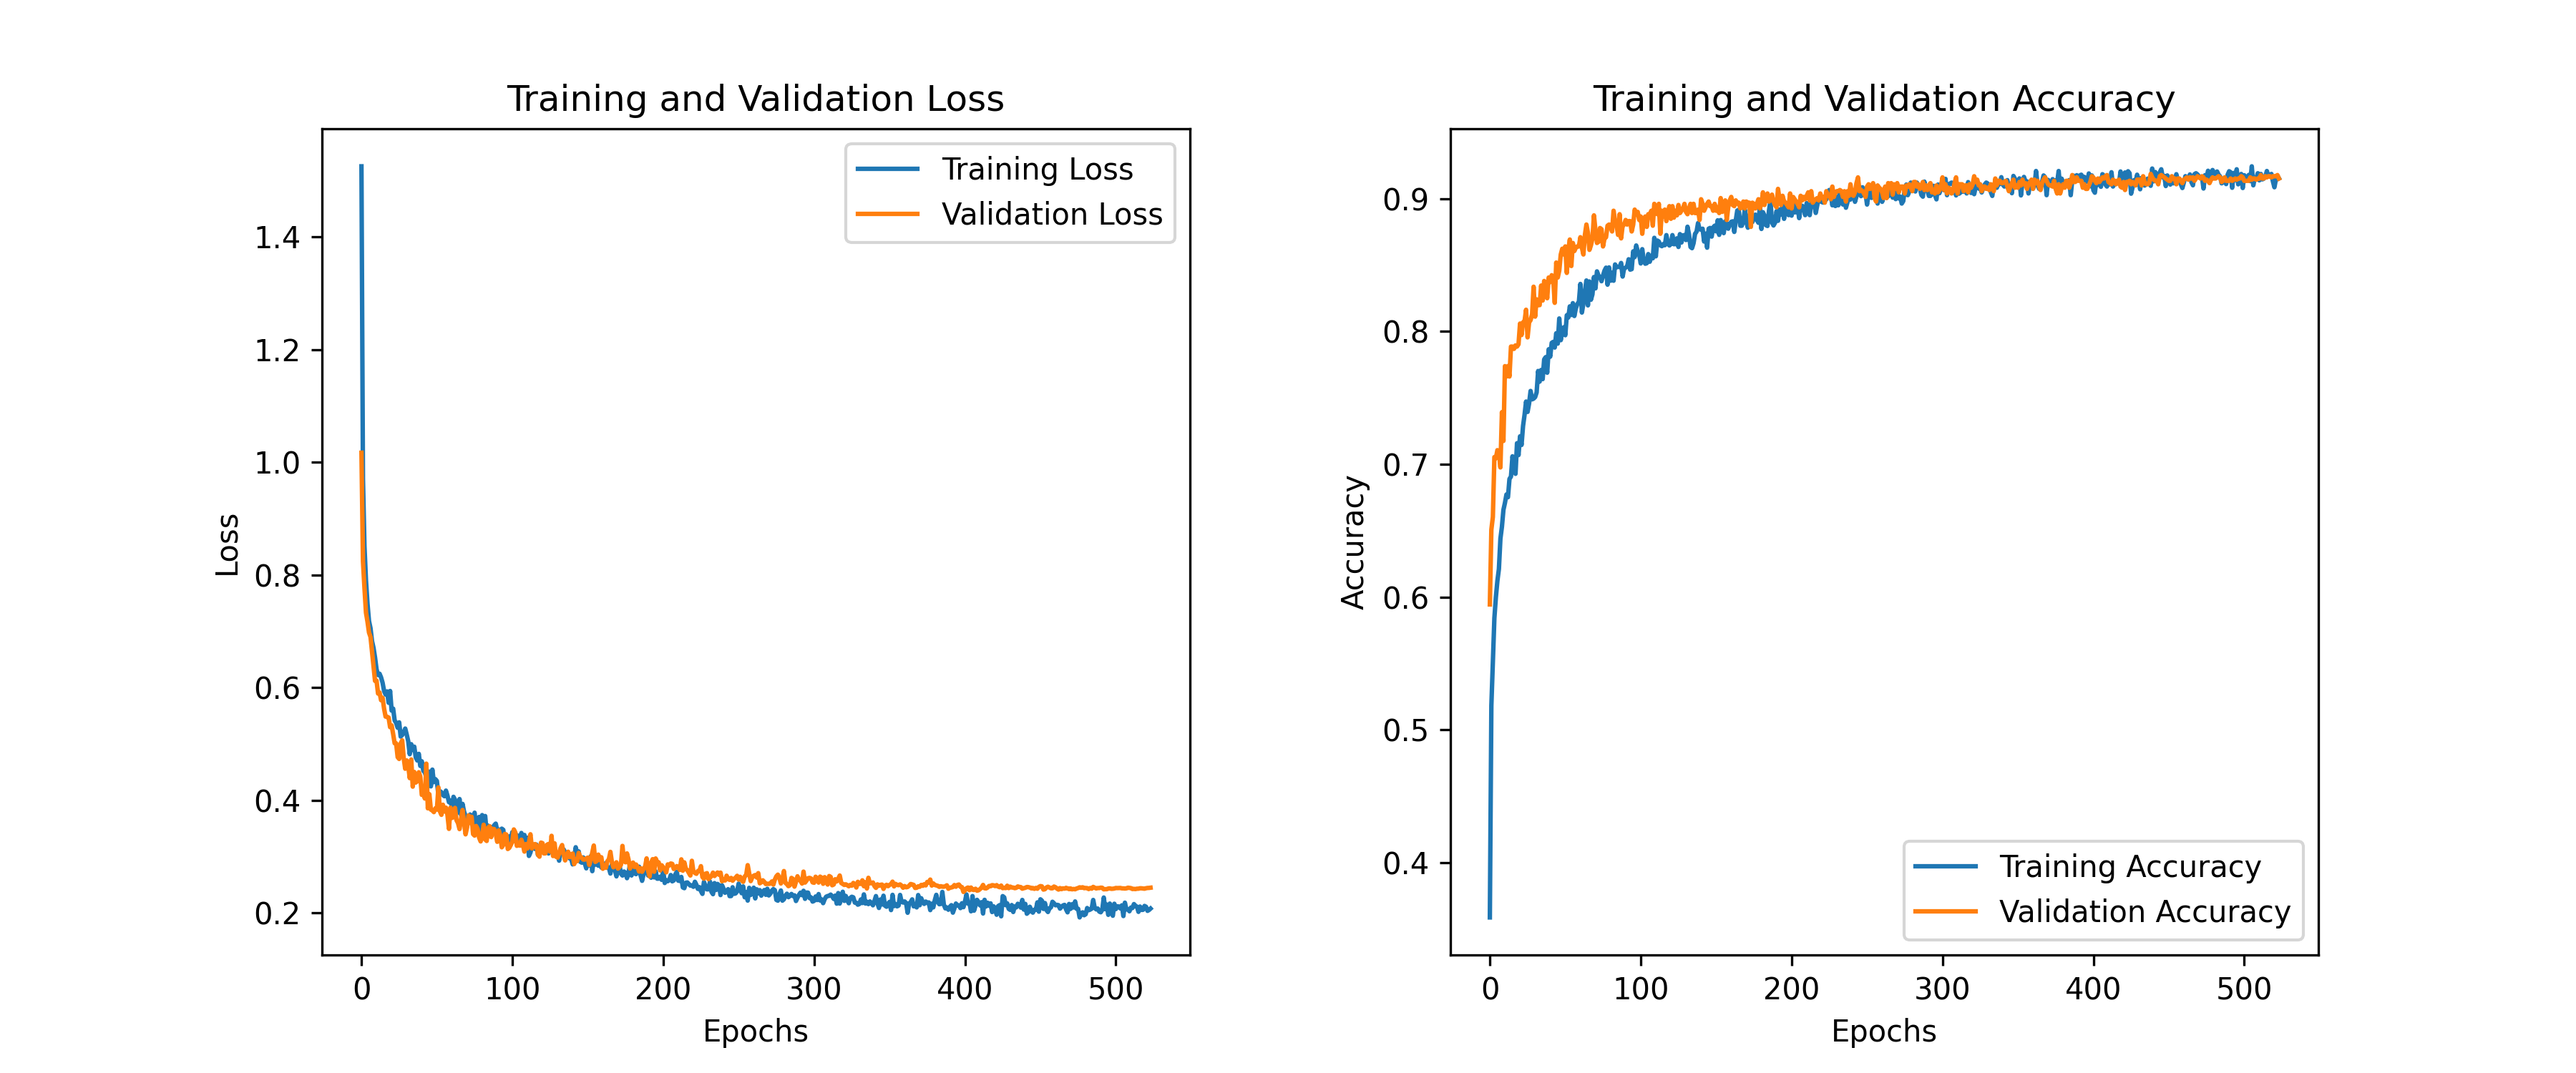 Training and Validation Loss
Training Loss
Validation Loss
1.4
1.2
1.0
0.8
0.6
0.4
0.2
Loss
0 100 200 300 400 500
Epochs
Training and Validation Accuracy
0.9
0.8
0.7
0.6
0.5
0.4
Accuracy
Training Accuracy
Validation Accuracy
0 100 200 300 400 500
Epochs